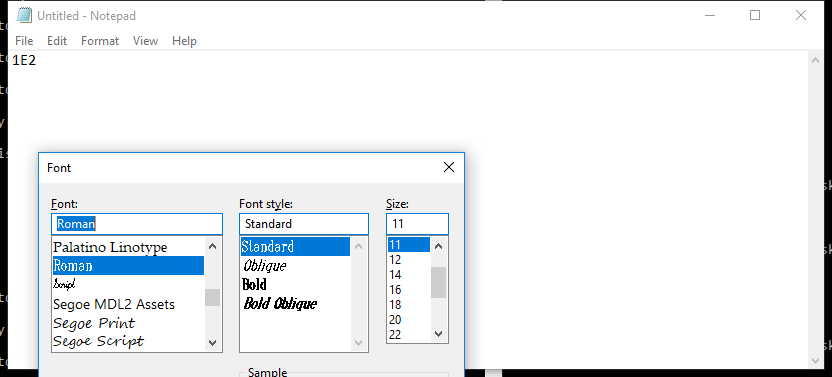 Untitled - Notepad
File Edit Format View Help
1E2
Font
Font: Font style: Size:
Roman Standard 11
Palatino Linotype Standard 11
Roman Oblique 12
Script Bold 14
Segoe MDL2 Assets Bold Oblique 16
Segoe Print 18
Segoe Script 20
22
Sample